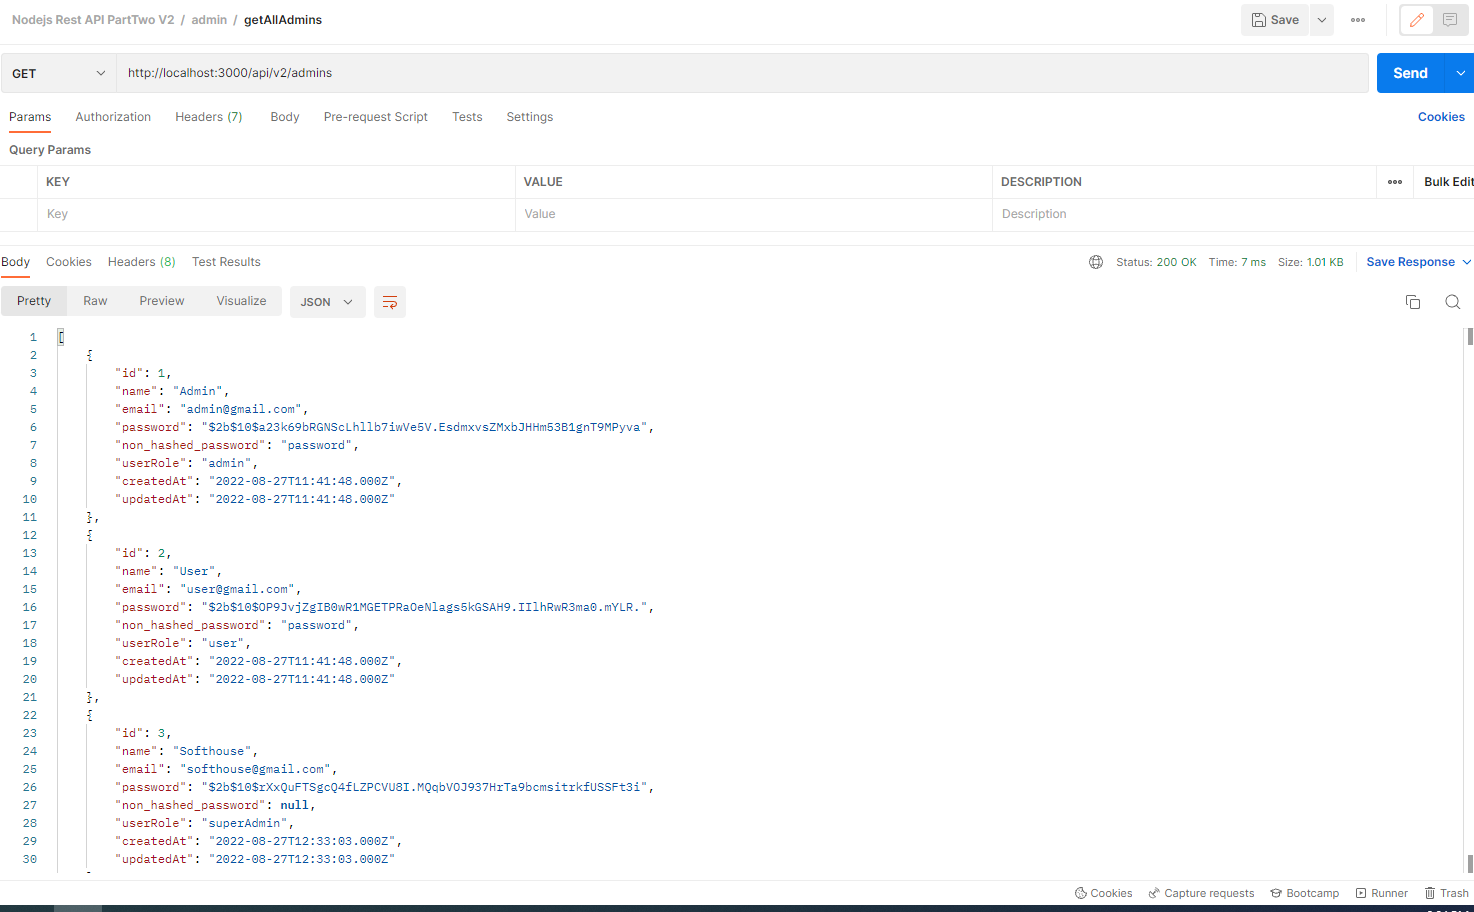 Nodejs Rest API PartTwo V2 / admin / getAllAdmins
Save
GET http://localhost:3000/api/v2/admins Send
Params Authorization Headers (7) Body Pre-request Script Tests Settings Cookies
Query Params
KEY VALUE DESCRIPTION Bulk Edit
Key Value Description
Body Cookies Headers (8) Test Results Status: 200 OK Time: 7 ms Size: 1.01 KB Save Response
Pretty Raw Preview Visualize JSON
1 [
2 {
3 "id": 1,
4 "name": "Admin",
5 "email": "admin@gmail.com",
6 "password": "$2b$10$a23k69bRGNScLhllb7iwVe5V.EsdmxvsZMxbJHHm53B1gnT9MPyva",
7 "non_hashed_password": "password",
8 "userRole": "admin",
9 "createdAt": "2022-08-27T11:41:48.000Z",
10 "updatedAt": "2022-08-27T11:41:48.000Z"
11 },
12 {
13 "id": 2,
14 "name": "User",
15 "email": "user@gmail.com",
16 "password": "$2b$10$OP9JvjZgIB0wR1MGETPRaOeNlags5kGSAH9.IIlhRwR3ma0.mYLR.",
17 "non_hashed_password": "password",
18 "userRole": "user",
19 "createdAt": "2022-08-27T11:41:48.000Z",
20 "updatedAt": "2022-08-27T11:41:48.000Z"
21 },
22 {
23 "id": 3,
24 "name": "Softhouse",
25 "email": "softhouse@gmail.com",
26 "password": "$2b$10$rXxQuFTSgcQ4fLZPCVU8I.MQqbVOJ937HrTa9bcmsitrkfUSSFt3i",
27 "non_hashed_password": null,
28 "userRole": "superAdmin",
29 "createdAt": "2022-08-27T12:33:03.000Z",
30 "updatedAt": "2022-08-27T12:33:03.000Z"
Cookies Capture requests Bootcamp Runner Trash